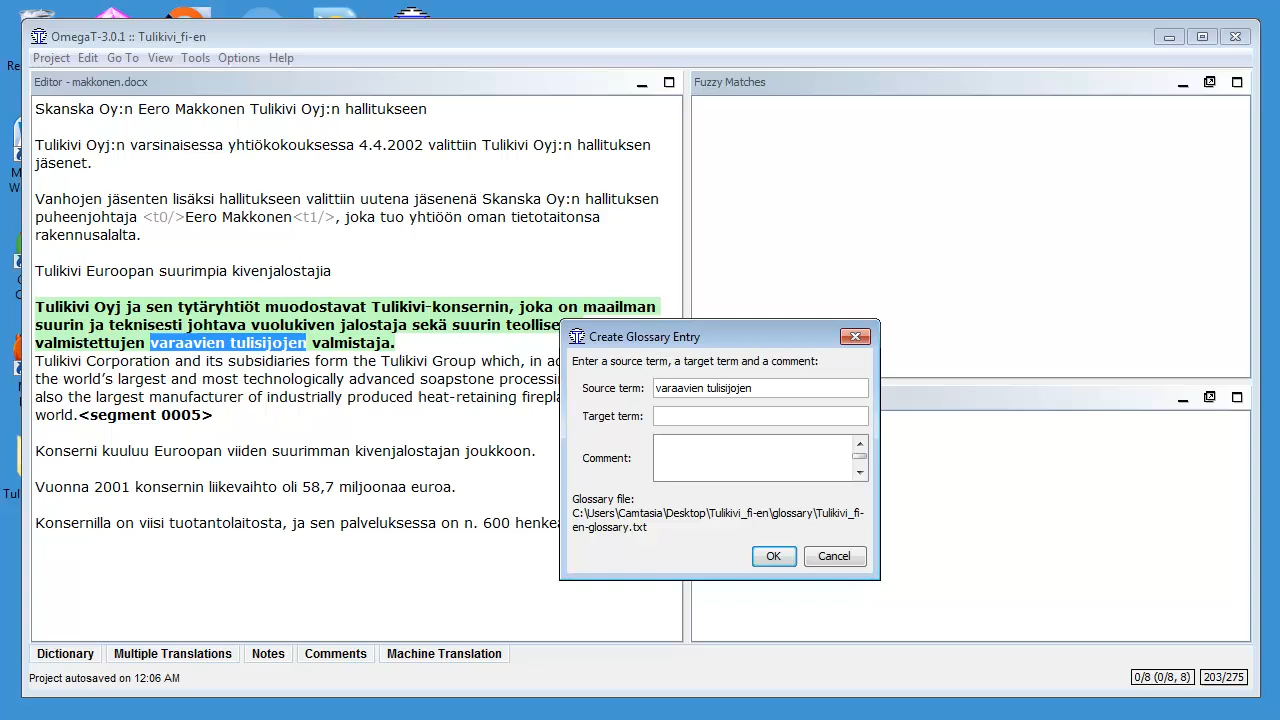 Re
OmegaT-3.0.1 :: Tulikivi_fi-en
Project Edit Go To View Tools Options Help
Editor - makkonen.docx
Fuzzy Matches
Skanska Oy:n Eero Makkonen Tulikivi Oyj:n hallitukseen
Tulikivi Oyj:n varsinaisessa yhtiökokouksessa 4.4.2002 valittiin Tulikivi Oyj:n hallituksen
jäsenet.
Vanhojen jäsenten lisäksi hallitukseen valittiin uutena jäsenenä Skanska Oy:n hallituksen
puheenjohtaja <t0/>Eero Makkonen<t1/>, joka tuo yhtiöön oman tietotaitonsa
rakennusalalta.
Tulikivi Euroopan suurimpia kivenjalostajia
Tulikivi Oyj ja sen tytäryhtiöt muodostavat Tulikivi-konsernin, joka on maailman
suurin ja teknisesti johtava vuolukiven jalostaja sekä suurin teollise
valmistettujen varaavien tulisijojen valmistaja.
Tulikivi Corporation and its subsidiaries form the Tulikivi Group which, in ac
the world's largest and most technologically advanced soapstone processin
also the largest manufacturer of industrially produced heat-retaining firepla
world.<segment 0005>
Konserni kuuluu Euroopan viiden suurimman kivenjalostajan joukkoon.
Vuonna 2001 konsernin liikevaihto oli 58,7 miljoonaa euroa.
Konsernilla on viisi tuotantolaitosta, ja sen palveluksessa on n. 600 henkeä
Create Glossary Entry
Enter a source term, a target term and a comment:
Source term: varaavien tulisijojen
Target term:
Comment:
Glossary file:
C:\Users\Camtasia\Desktop\Tulikivi_fi-en\glossary\Tulikivi_fi-
en-glossary.txt
OK Cancel
M
W
Tul
Dictionary Multiple Translations Notes Comments Machine Translation
Project autosaved on 12:06 AM
0/8 (0/8, 8) 203/275